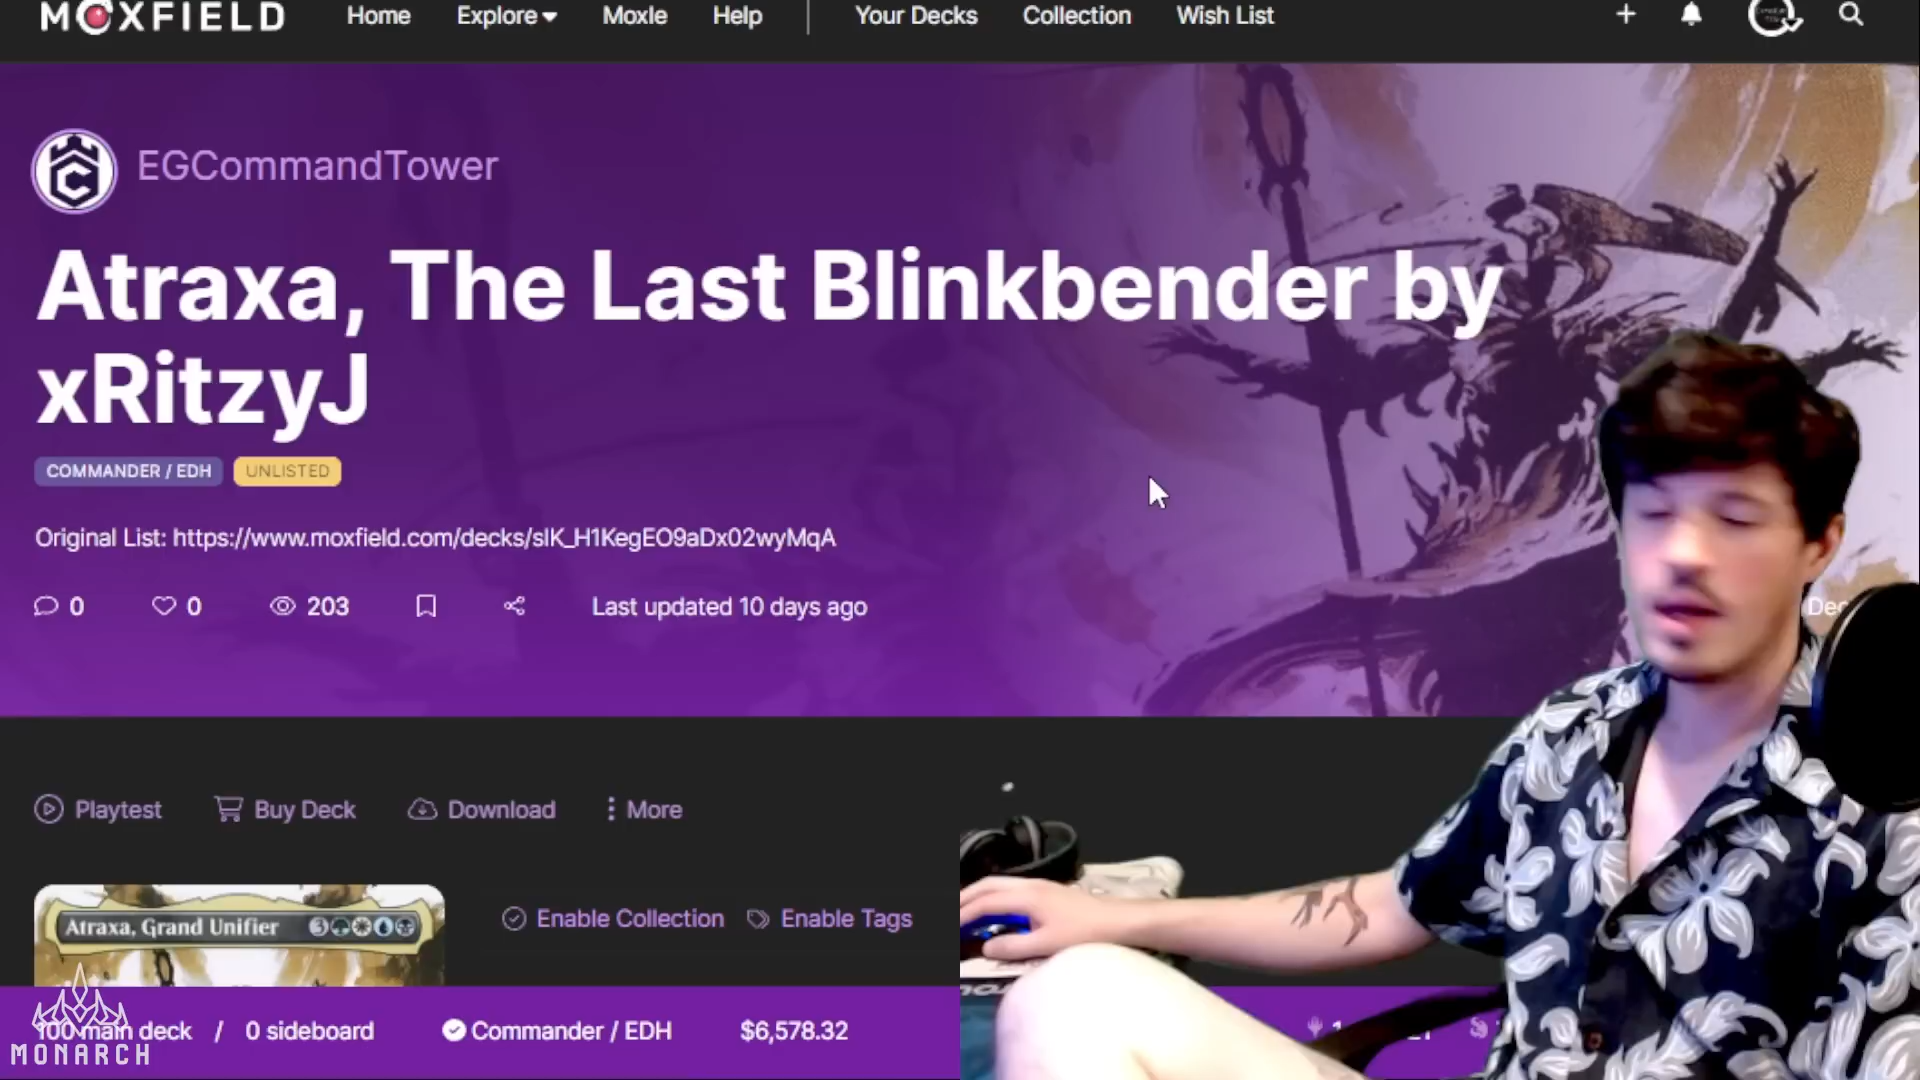 MOXFIELD
Home
Explore
Moxle
Help
Your Decks
Collection
Wish List
EGCommandTower
Atraxa, The Last Blinkbender by
xRitzyJ
COMMANDER / EDH
UNLISTED
Original List: https://www.moxfield.com/decks/slK_H1KegEO9aDx02wyMqA
0
0
203
Last updated 10 days ago
Playtest
Buy Deck
Download
More
Atraxa, Grand Unifier
3
Enable Collection
Enable Tags
100 main deck / 0 sideboard
Commander / EDH
$6,578.32
MONARCH